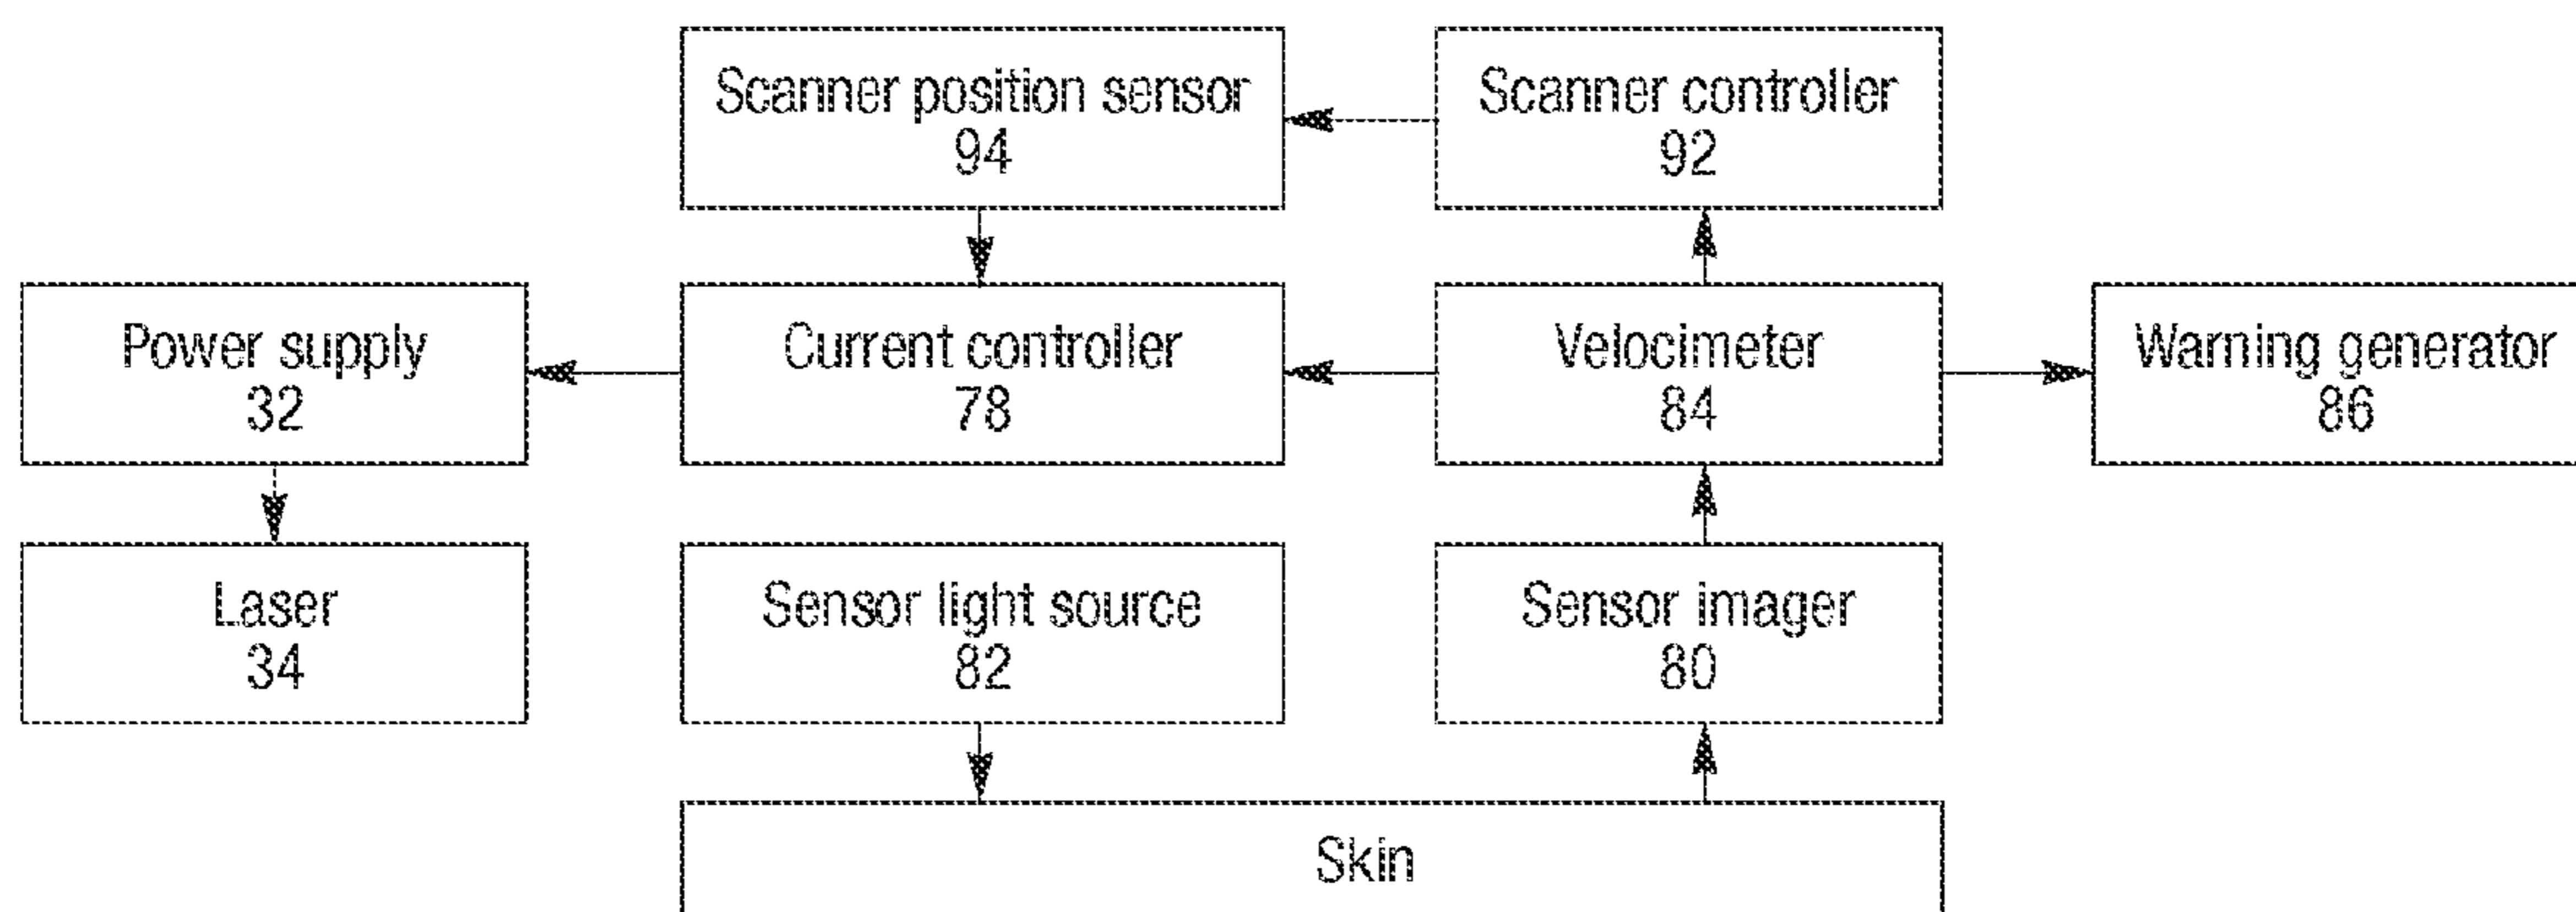 Scanner position sensor
94
Scanner controller
92
Power supply
32
Current controller
78
Velocimeter
84
Warning generator
86
Laser
34
Sensor light source
82
Sensor imager
80
Skin